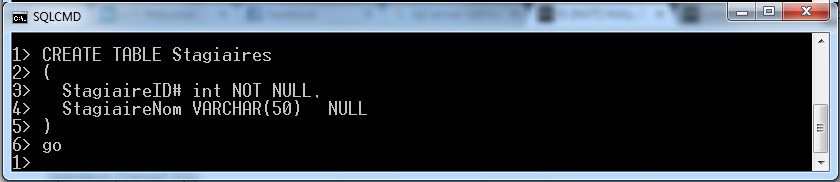 SQLCMD
1> CREATE TABLE Stagiaires
2> (
3>   StagiaireID# int NOT NULL,
4>   StagiaireNom VARCHAR(50)   NULL
5> )
6> go
1>